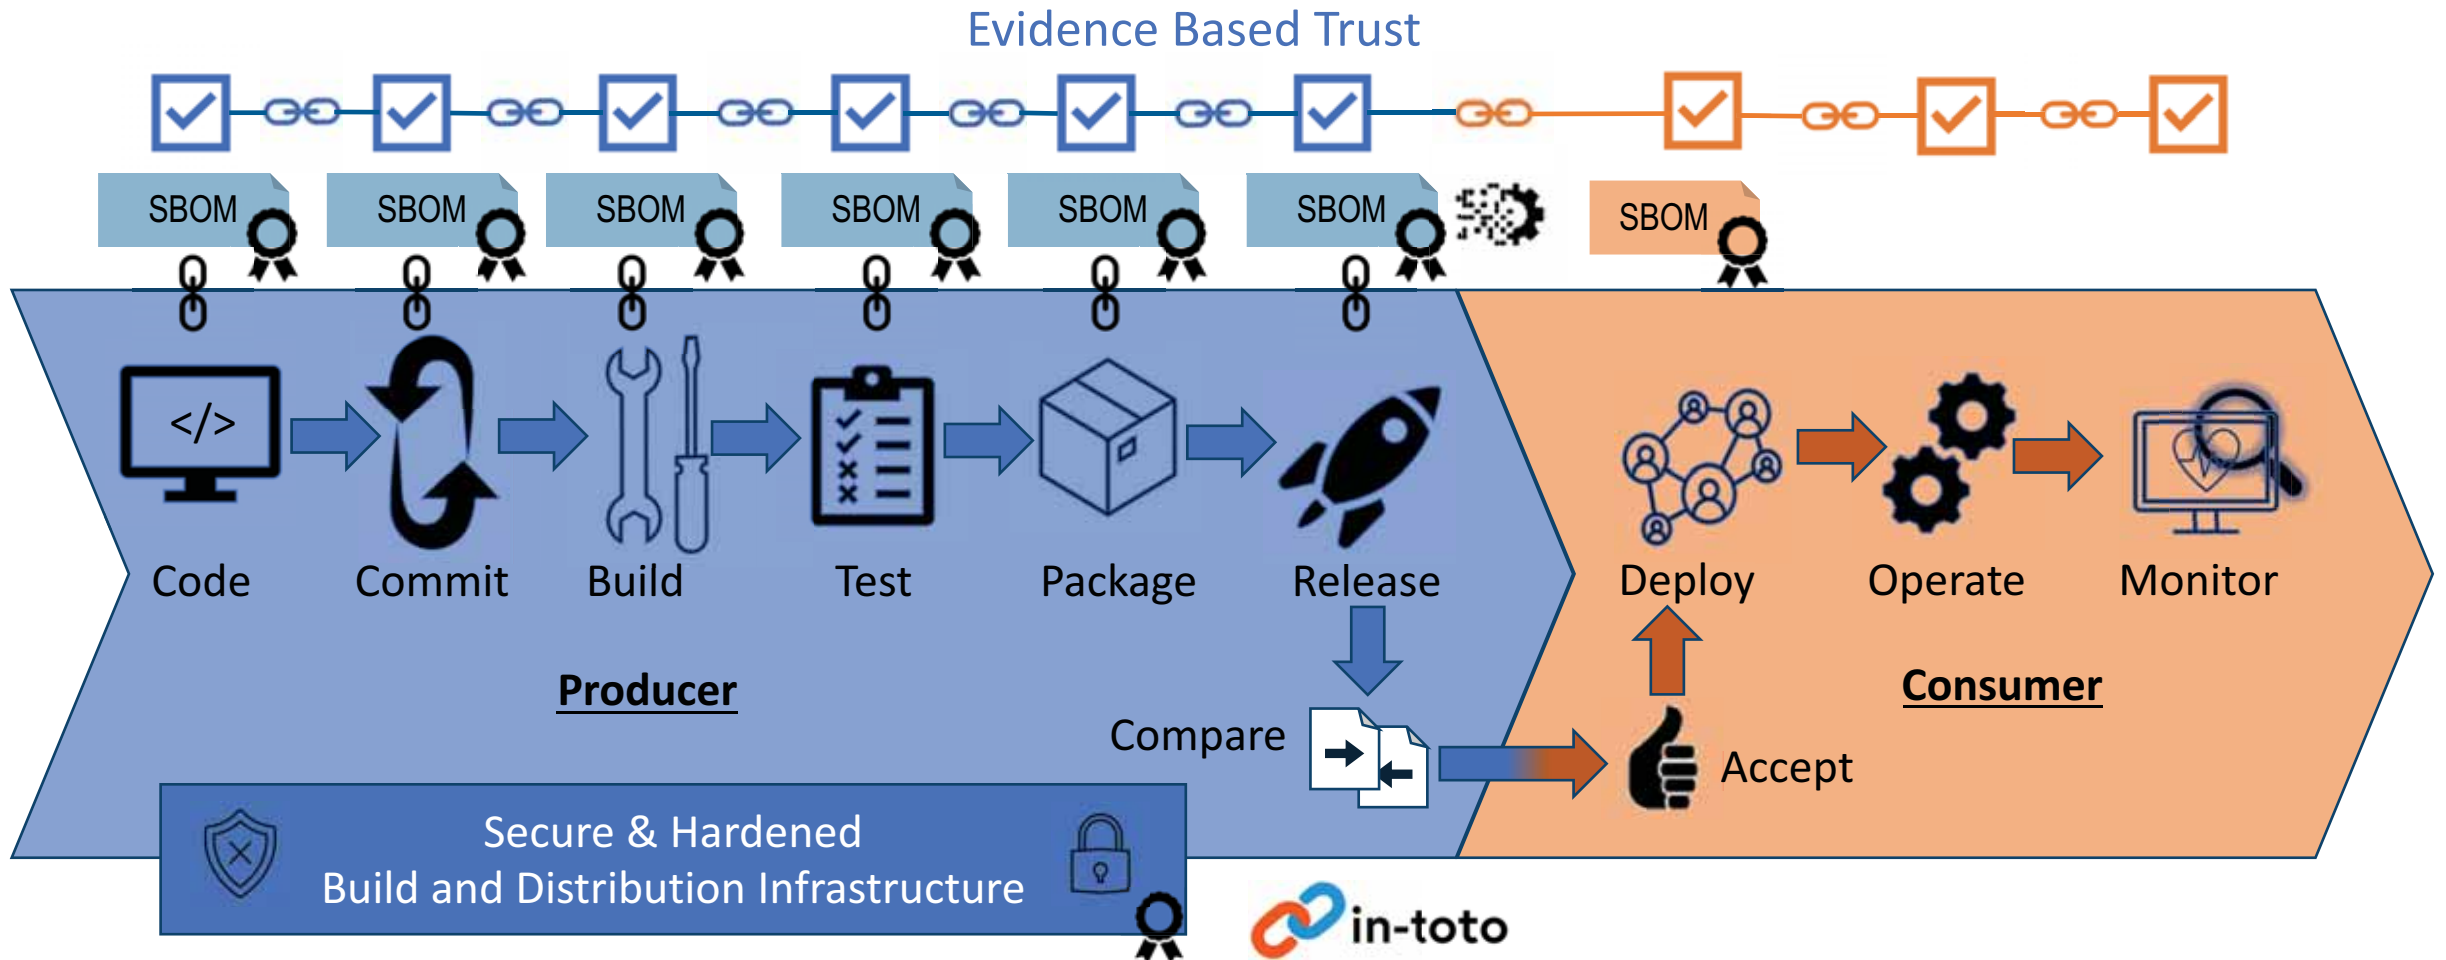 Evidence Based Trust
SBOM
SBOM
SBOM
SBOM
SBOM
SBOM
SBOM
</>
Code
Commit
Build
Test
Package
Release
Deploy
Operate
Monitor
Producer
Consumer
Compare
Accept
Secure & Hardened
Build and Distribution Infrastructure
in-toto